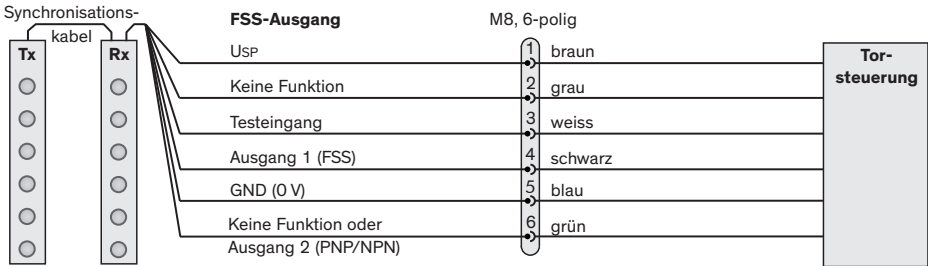 Synchronisations-
kabel
FSS-Ausgang
M8, 6-polig
Tx
Rx
USP
1
braun
Keine Funktion
2
grau
Testeingang
3
weiss
Ausgang 1 (FSS)
4
schwarz
GND (0 V)
5
blau
Keine Funktion oder
Ausgang 2 (PNP/NPN)
6
grün
Tor-
steuerung